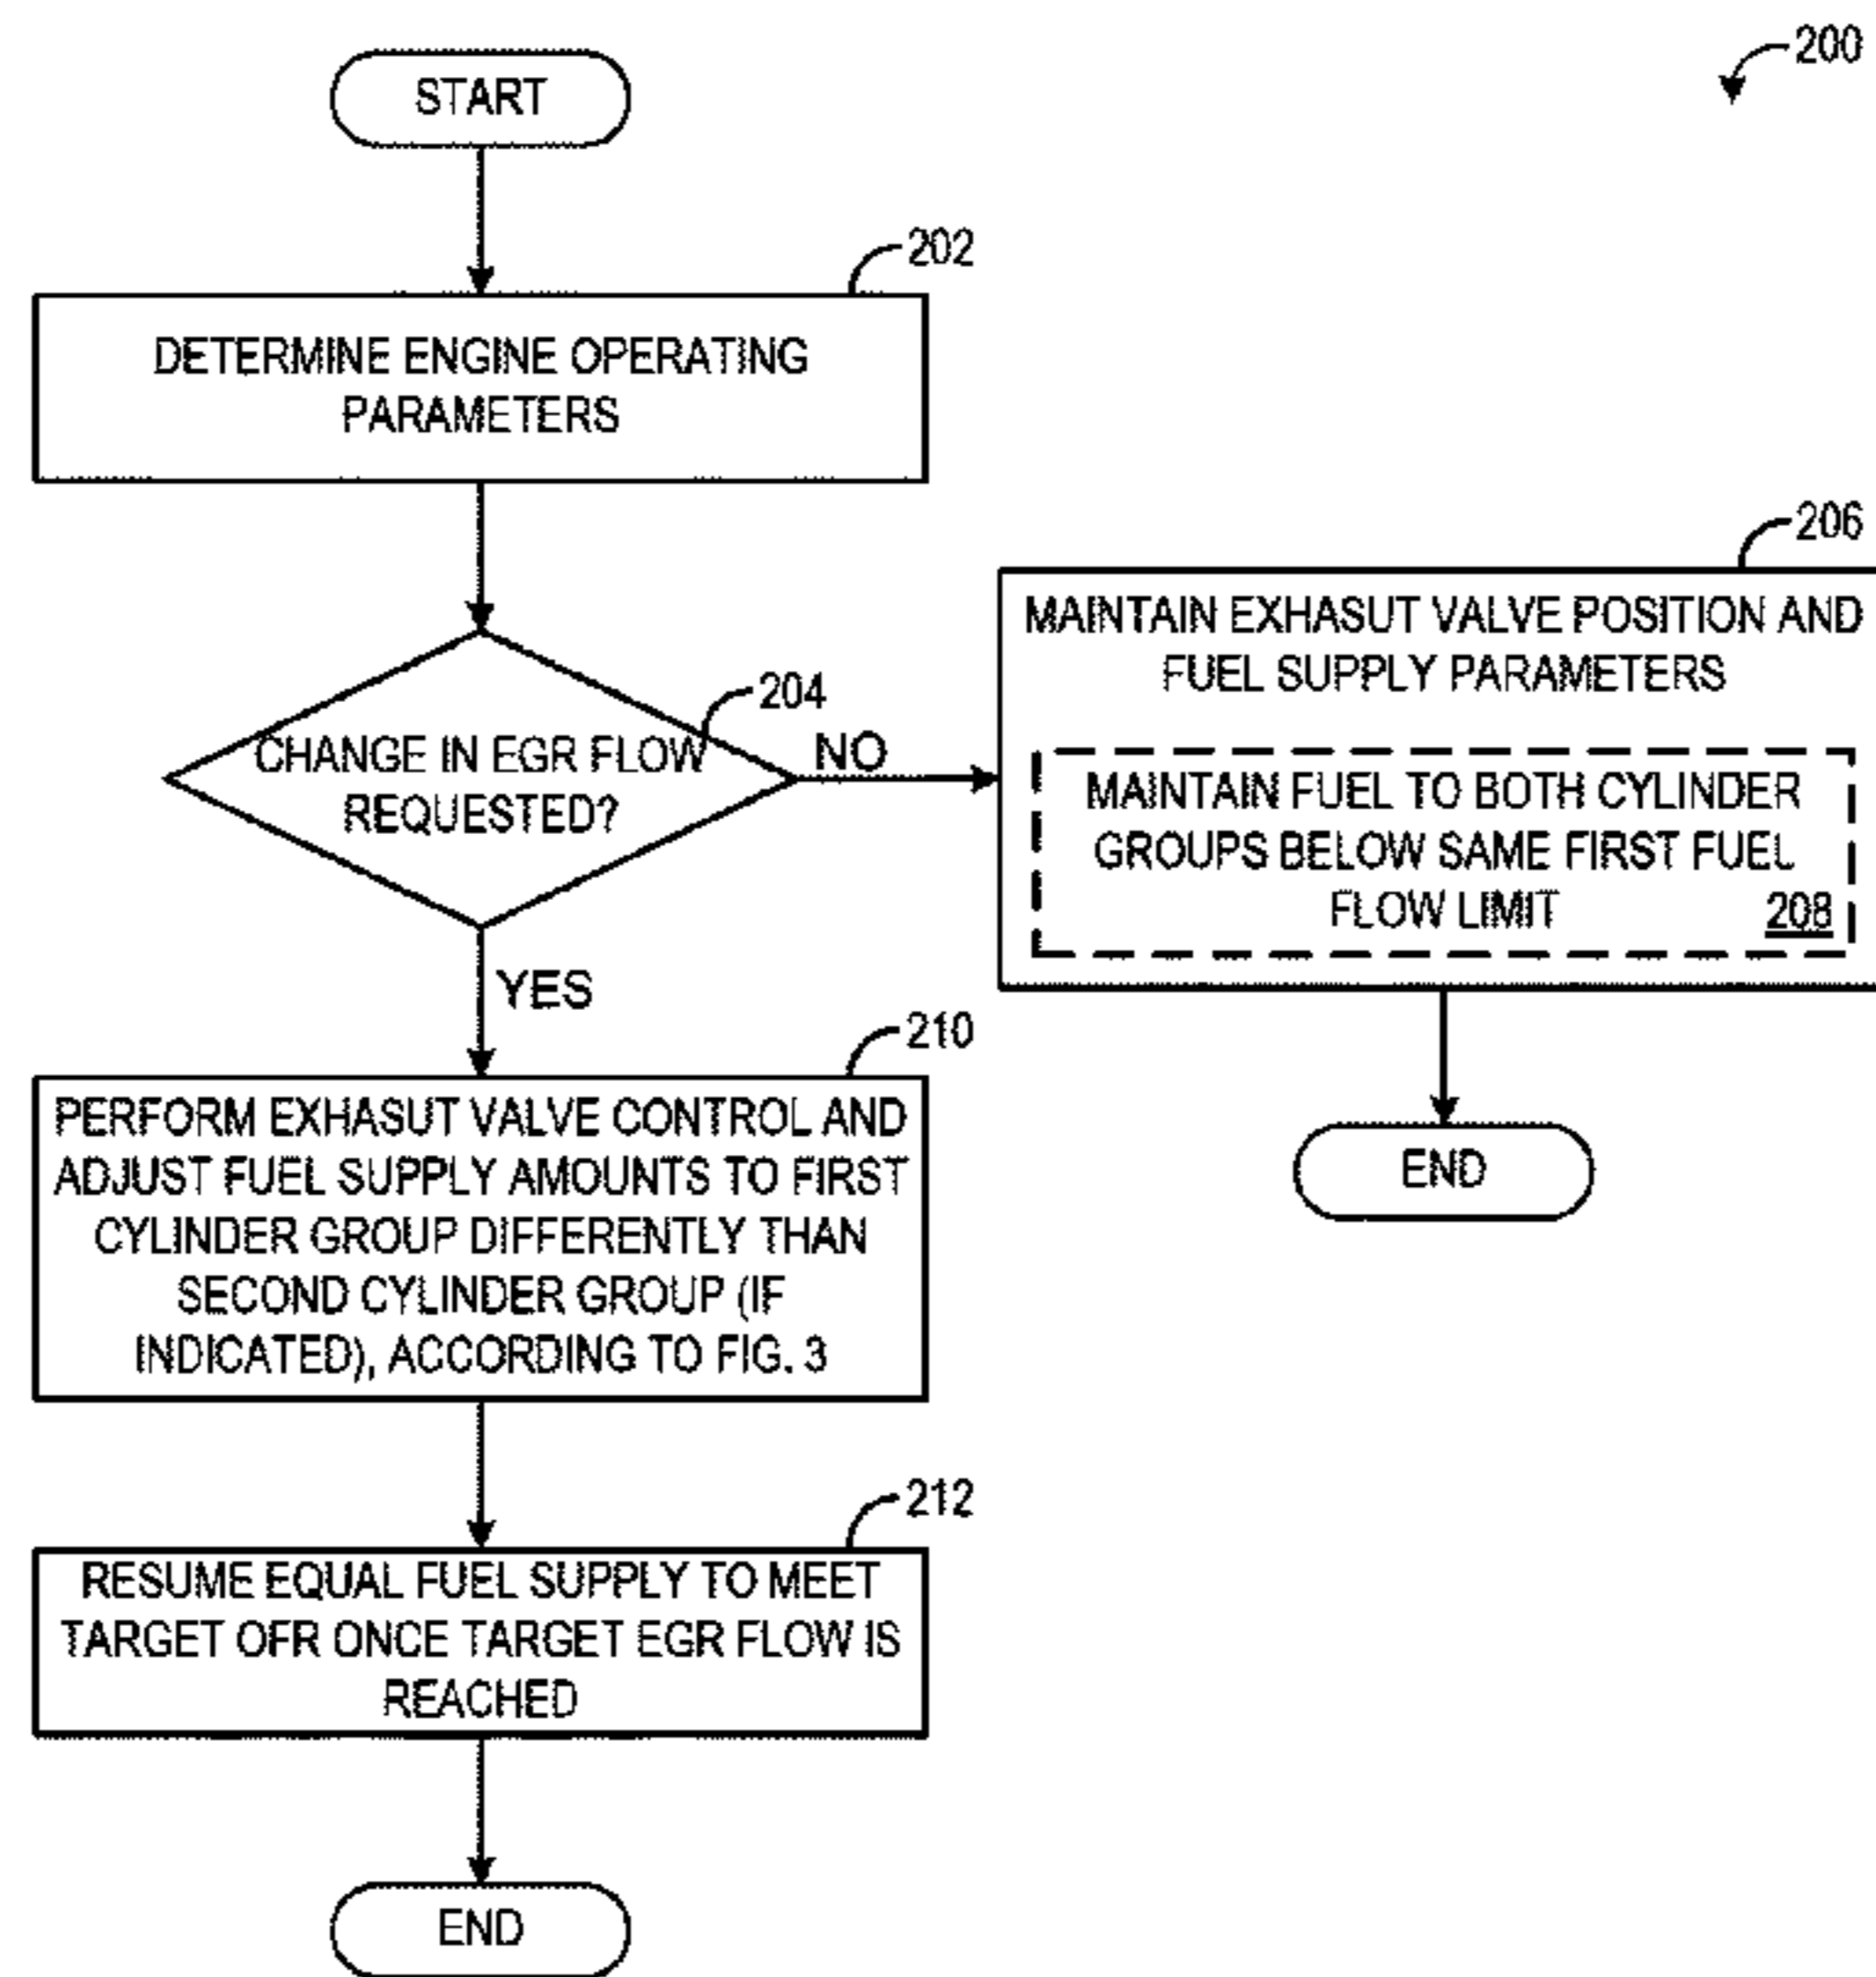 200
START
202
DETERMINE ENGINE OPERATING
PARAMETERS
204
CHANGE IN EGR FLOW
REQUESTED?
NO
YES
206
MAINTAIN EXHASUT VALVE POSITION AND
FUEL SUPPLY PARAMETERS
MAINTAIN FUEL TO BOTH CYLINDER
GROUPS BELOW SAME FIRST FUEL
FLOW LIMIT 208
END
210
PERFORM EXHASUT VALVE CONTROL AND
ADJUST FUEL SUPPLY AMOUNTS TO FIRST
CYLINDER GROUP DIFFERENTLY THAN
SECOND CYLINDER GROUP (IF
INDICATED), ACCORDING TO FIG. 3
212
RESUME EQUAL FUEL SUPPLY TO MEET
TARGET OFR ONCE TARGET EGR FLOW IS
REACHED
END